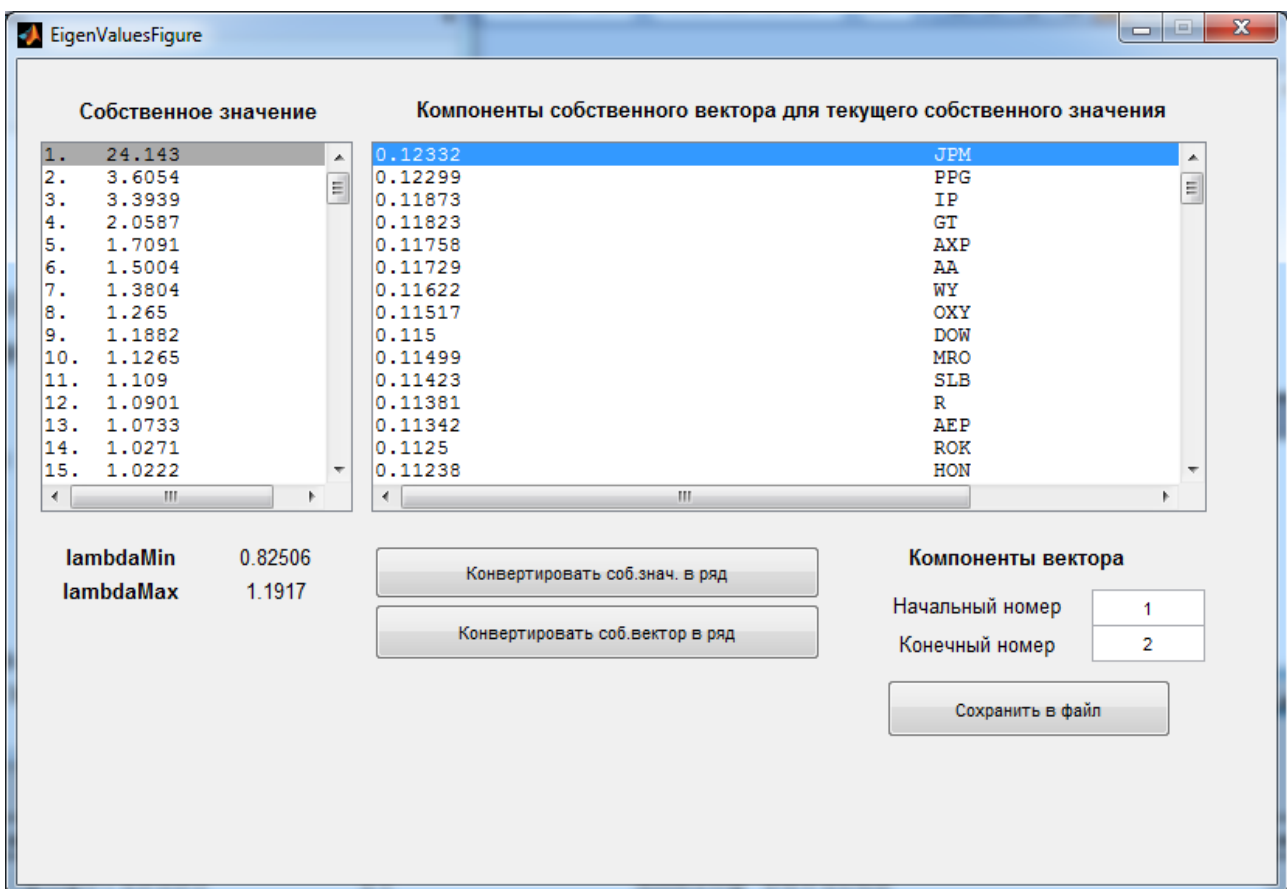 EigenValuesFigure
Собственное значение
Компоненты собственного вектора для текущего собственного значения
1. 24.143
2. 3.6054
3. 3.3939
4. 2.0587
5. 1.7091
6. 1.5004
7. 1.3804
8. 1.265
9. 1.1882
10. 1.1265
11. 1.109
12. 1.0901
13. 1.0733
14. 1.0271
15. 1.0222
0.12332 JPM
0.12299 PPG
0.11873 IP
0.11823 GT
0.11758 AXP
0.11729 AA
0.11622 WY
0.11517 OXY
0.115 DOW
0.11499 MRO
0.11423 SLB
0.11381 R
0.11342 AEP
0.1125 ROK
0.11238 HON
lambdaMin 0.82506
lambdaMax 1.1917
Конвертировать соб.знач. в ряд
Конвертировать соб.вектор в ряд
Компоненты вектора
Начальный номер 1
Конечный номер 2
Сохранить в файл